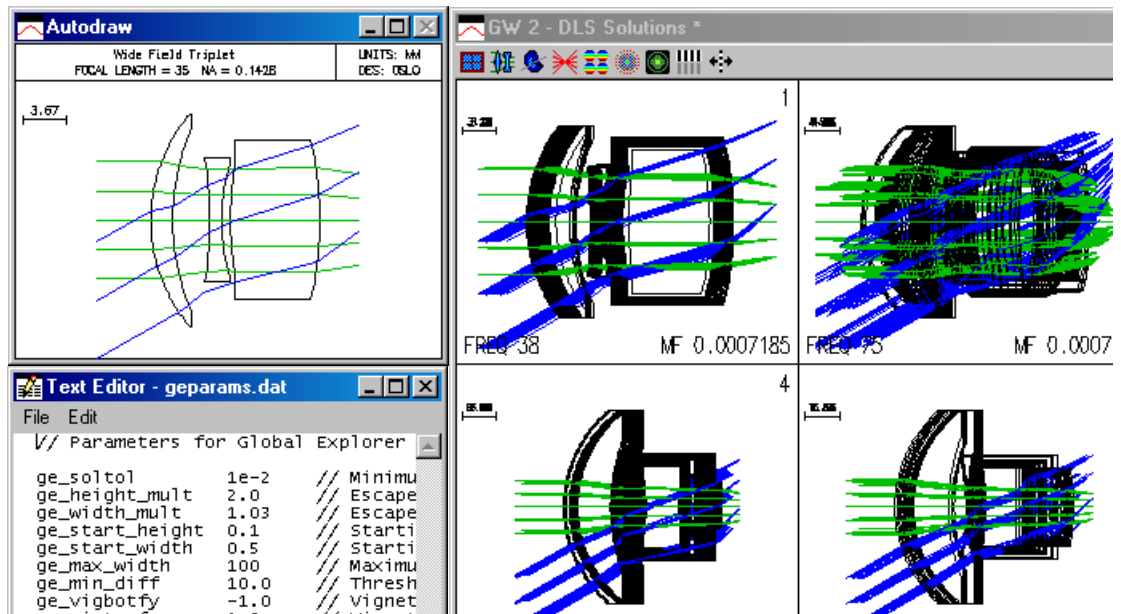 Autodraw
Wide Field Triplet
FOCAL LENGTH = 35 NA = 0.1428
UNITS: MM
DES: OSLO
3.67
GW 2 - DLS Solutions *
1
FREQ 38 MF 0.0007185
FREQ 75 MF 0.0007
4
Text Editor - geparams.dat
File Edit
// Parameters for Global Explorer
ge_soltol 1e-2 // Minimu
ge_height_mult 2.0 // Escape
ge_width_mult 1.03 // Escape
ge_start_height 0.1 // Starti
ge_start_width 0.5 // Starti
ge_max_width 100 // Maximu
ge_min_diff 10.0 // Thresh
ge_vigbotfy -1.0 // Vignet